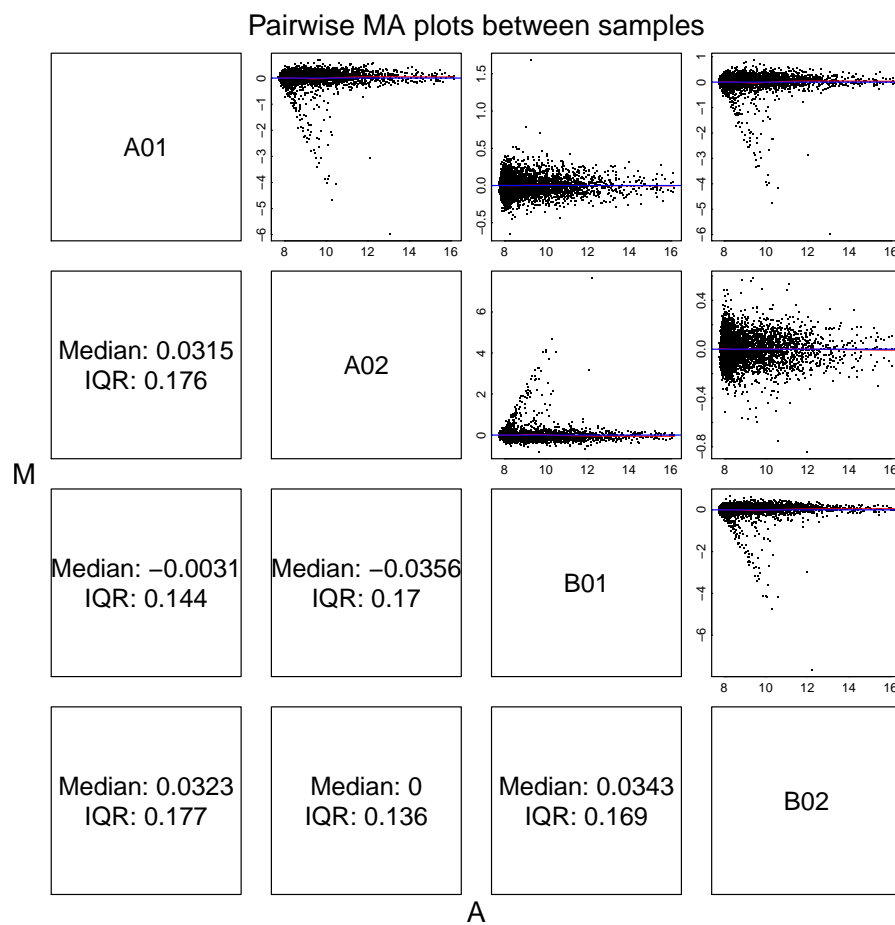 Pairwise MA plots between samples
A01
0
−1
−2
−3
−4
−5
−6
8 10 12 14 16
1.5
1.0
0.5
0.0
−0.5
8 10 12 14 16
1
0
−1
−2
−3
−4
−5
−6
8 10 12 14 16
Median: 0.0315
IQR: 0.176
A02
6
4
2
0
8 10 12 14 16
0.4
0.0
−0.4
−0.8
8 10 12 14 16
M
Median: −0.0031
IQR: 0.144
Median: −0.0356
IQR: 0.17
B01
0
−2
−4
−6
8 10 12 14 16
Median: 0.0323
IQR: 0.177
Median: 0
IQR: 0.136
Median: 0.0343
IQR: 0.169
B02
A